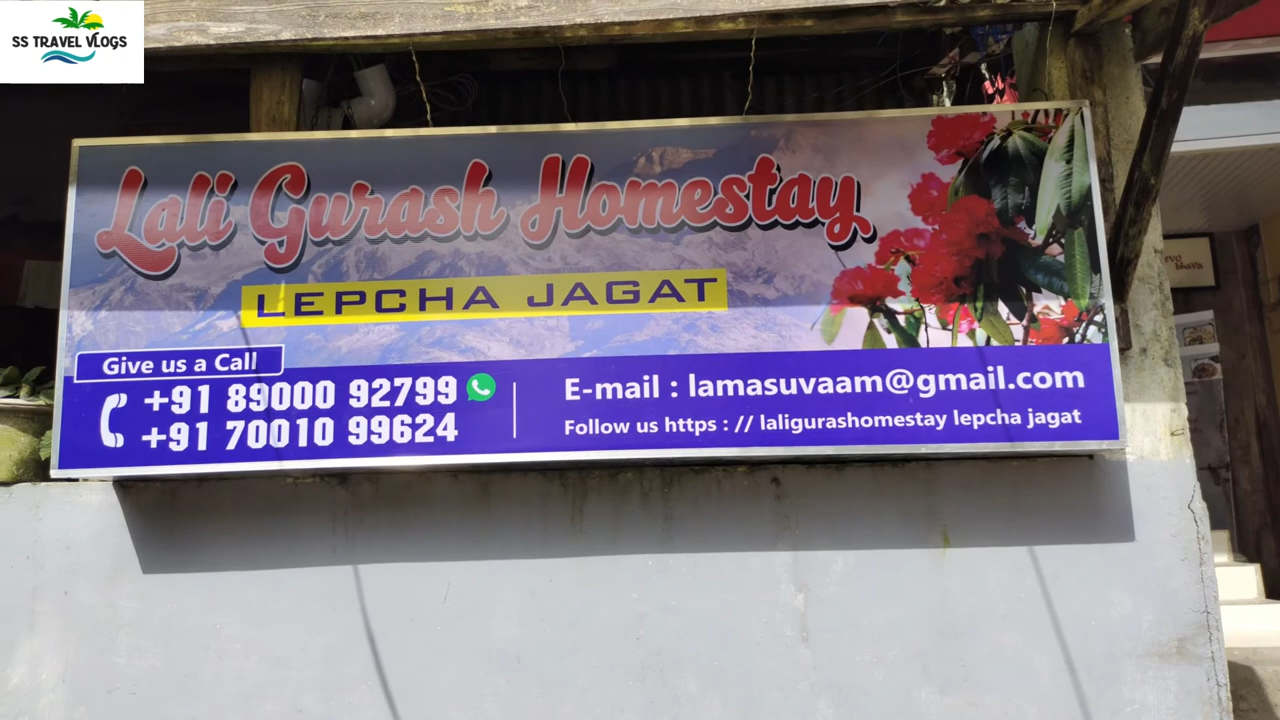 SS TRAVEL VLOGS
Lali Gurash Homestay
LEPCHA JAGAT
Give us a Call
+91 89000 92799
+91 70010 99624
E-mail : lamasuvaam@gmail.com
Follow us https : // laligurashomestay lepcha jagat